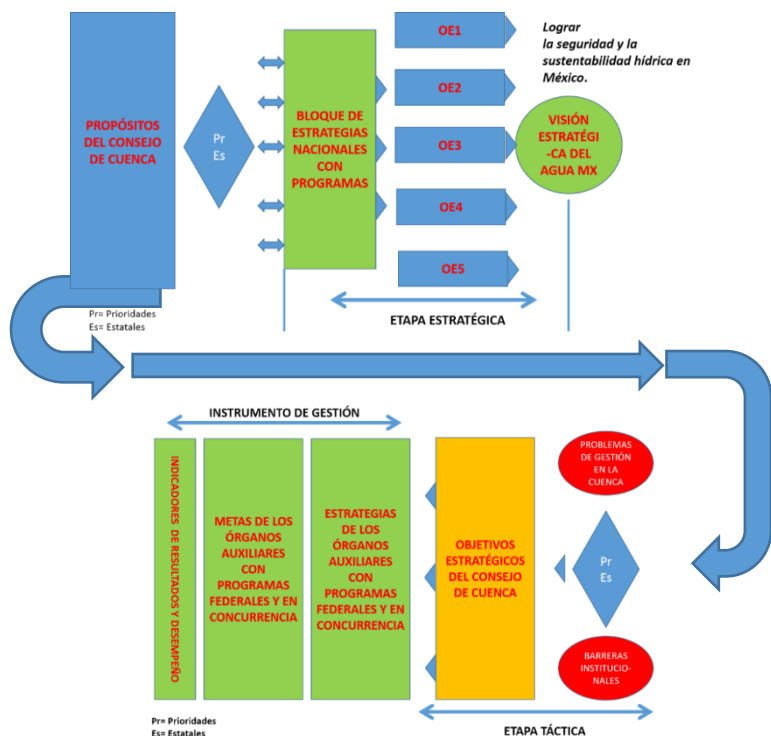 PROPÓSITOS
DEL CONSEJO
DE CUENCA
Pr
Es
BLOQUE DE
ESTRATEGIAS
NACIONALES
CON
PROGRAMAS
OE1
OE2
OE3
OE4
OE5
Lograr
la seguridad y la
sustentabilidad hídrica en
México.
VISIÓN
ESTRATÉGI
-CA DEL
AGUA MX
Pr= Prioridades
Es= Estatales
ETAPA ESTRATÉGICA
INSTRUMENTO DE GESTIÓN
INDICADORES DE RESULTADOS Y DESEMPEÑO
METAS DE LOS
ÓRGANOS
AUXILIARES
CON
PROGRAMAS
FEDERALES Y EN
CONCURRENCIA
ESTRATEGIAS
DE LOS
ÓRGANOS
AUXILIARES
CON
PROGRAMAS
FEDERALES Y EN
CONCURRENCIA
OBJETIVOS
ESTRATÉGICOS
DEL CONSEJO
DE CUENCA
PROBLEMAS
DE GESTIÓN
EN LA
CUENCA
Pr
Es
BARRERAS
INSTITUCIO-
NALES
ETAPA TÁCTICA
Pr= Prioridades
Es= Estatales